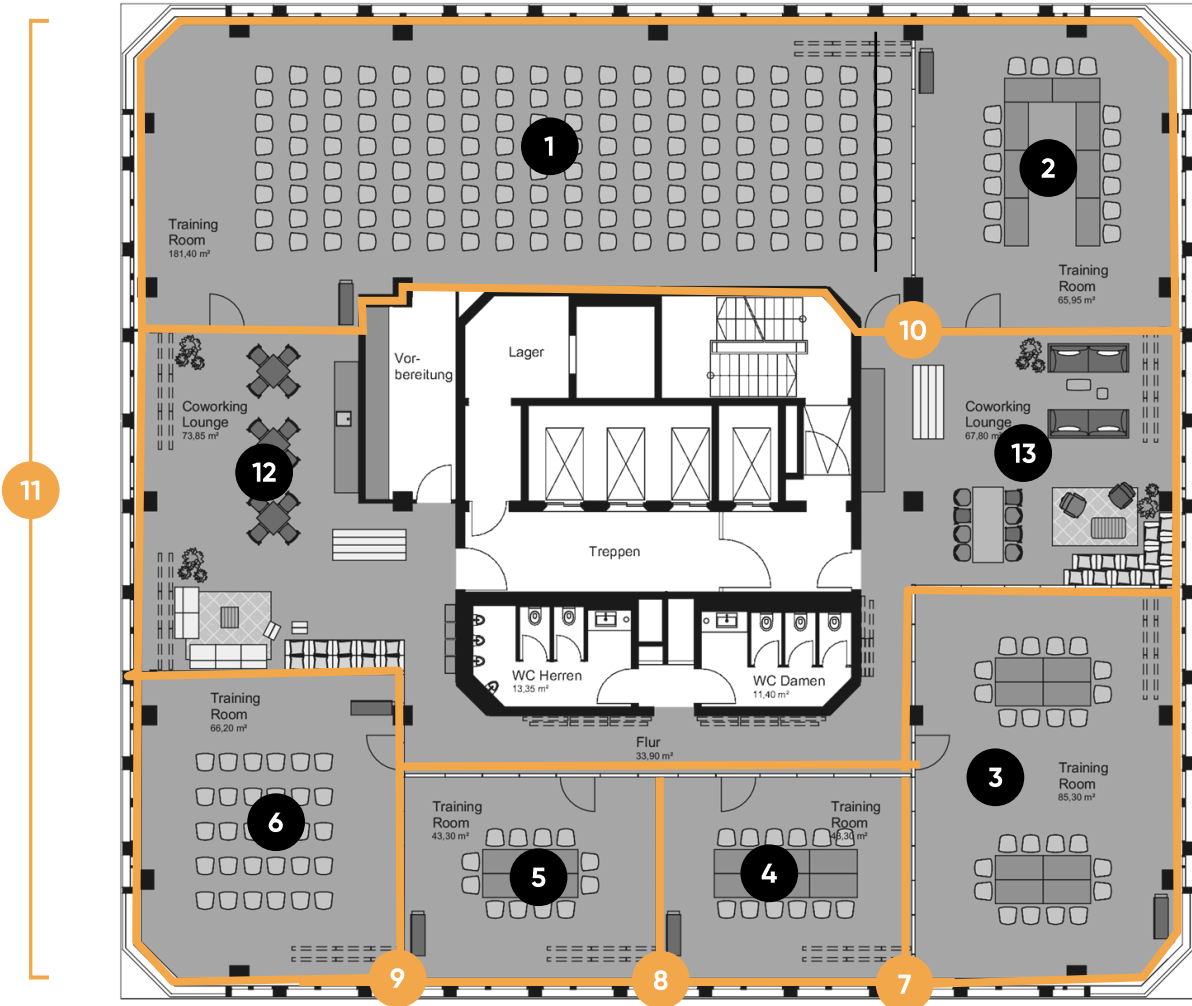 1
2
Training
Room
181,40 m²
Training
Room
65,95 m²
10
Vor-
bereitung
Lager
Coworking
Lounge
73,85 m²
Coworking
Lounge
67,80 m²
13
12
11
Treppen
WC Herren
13,35 m²
WC Damen
11,40 m²
Training
Room
66,20 m²
Flur
33,90 m²
3
Training
Room
85,30 m²
6
Training
Room
43,30 m²
Training
Room
43,30 m²
5
4
9
8
7